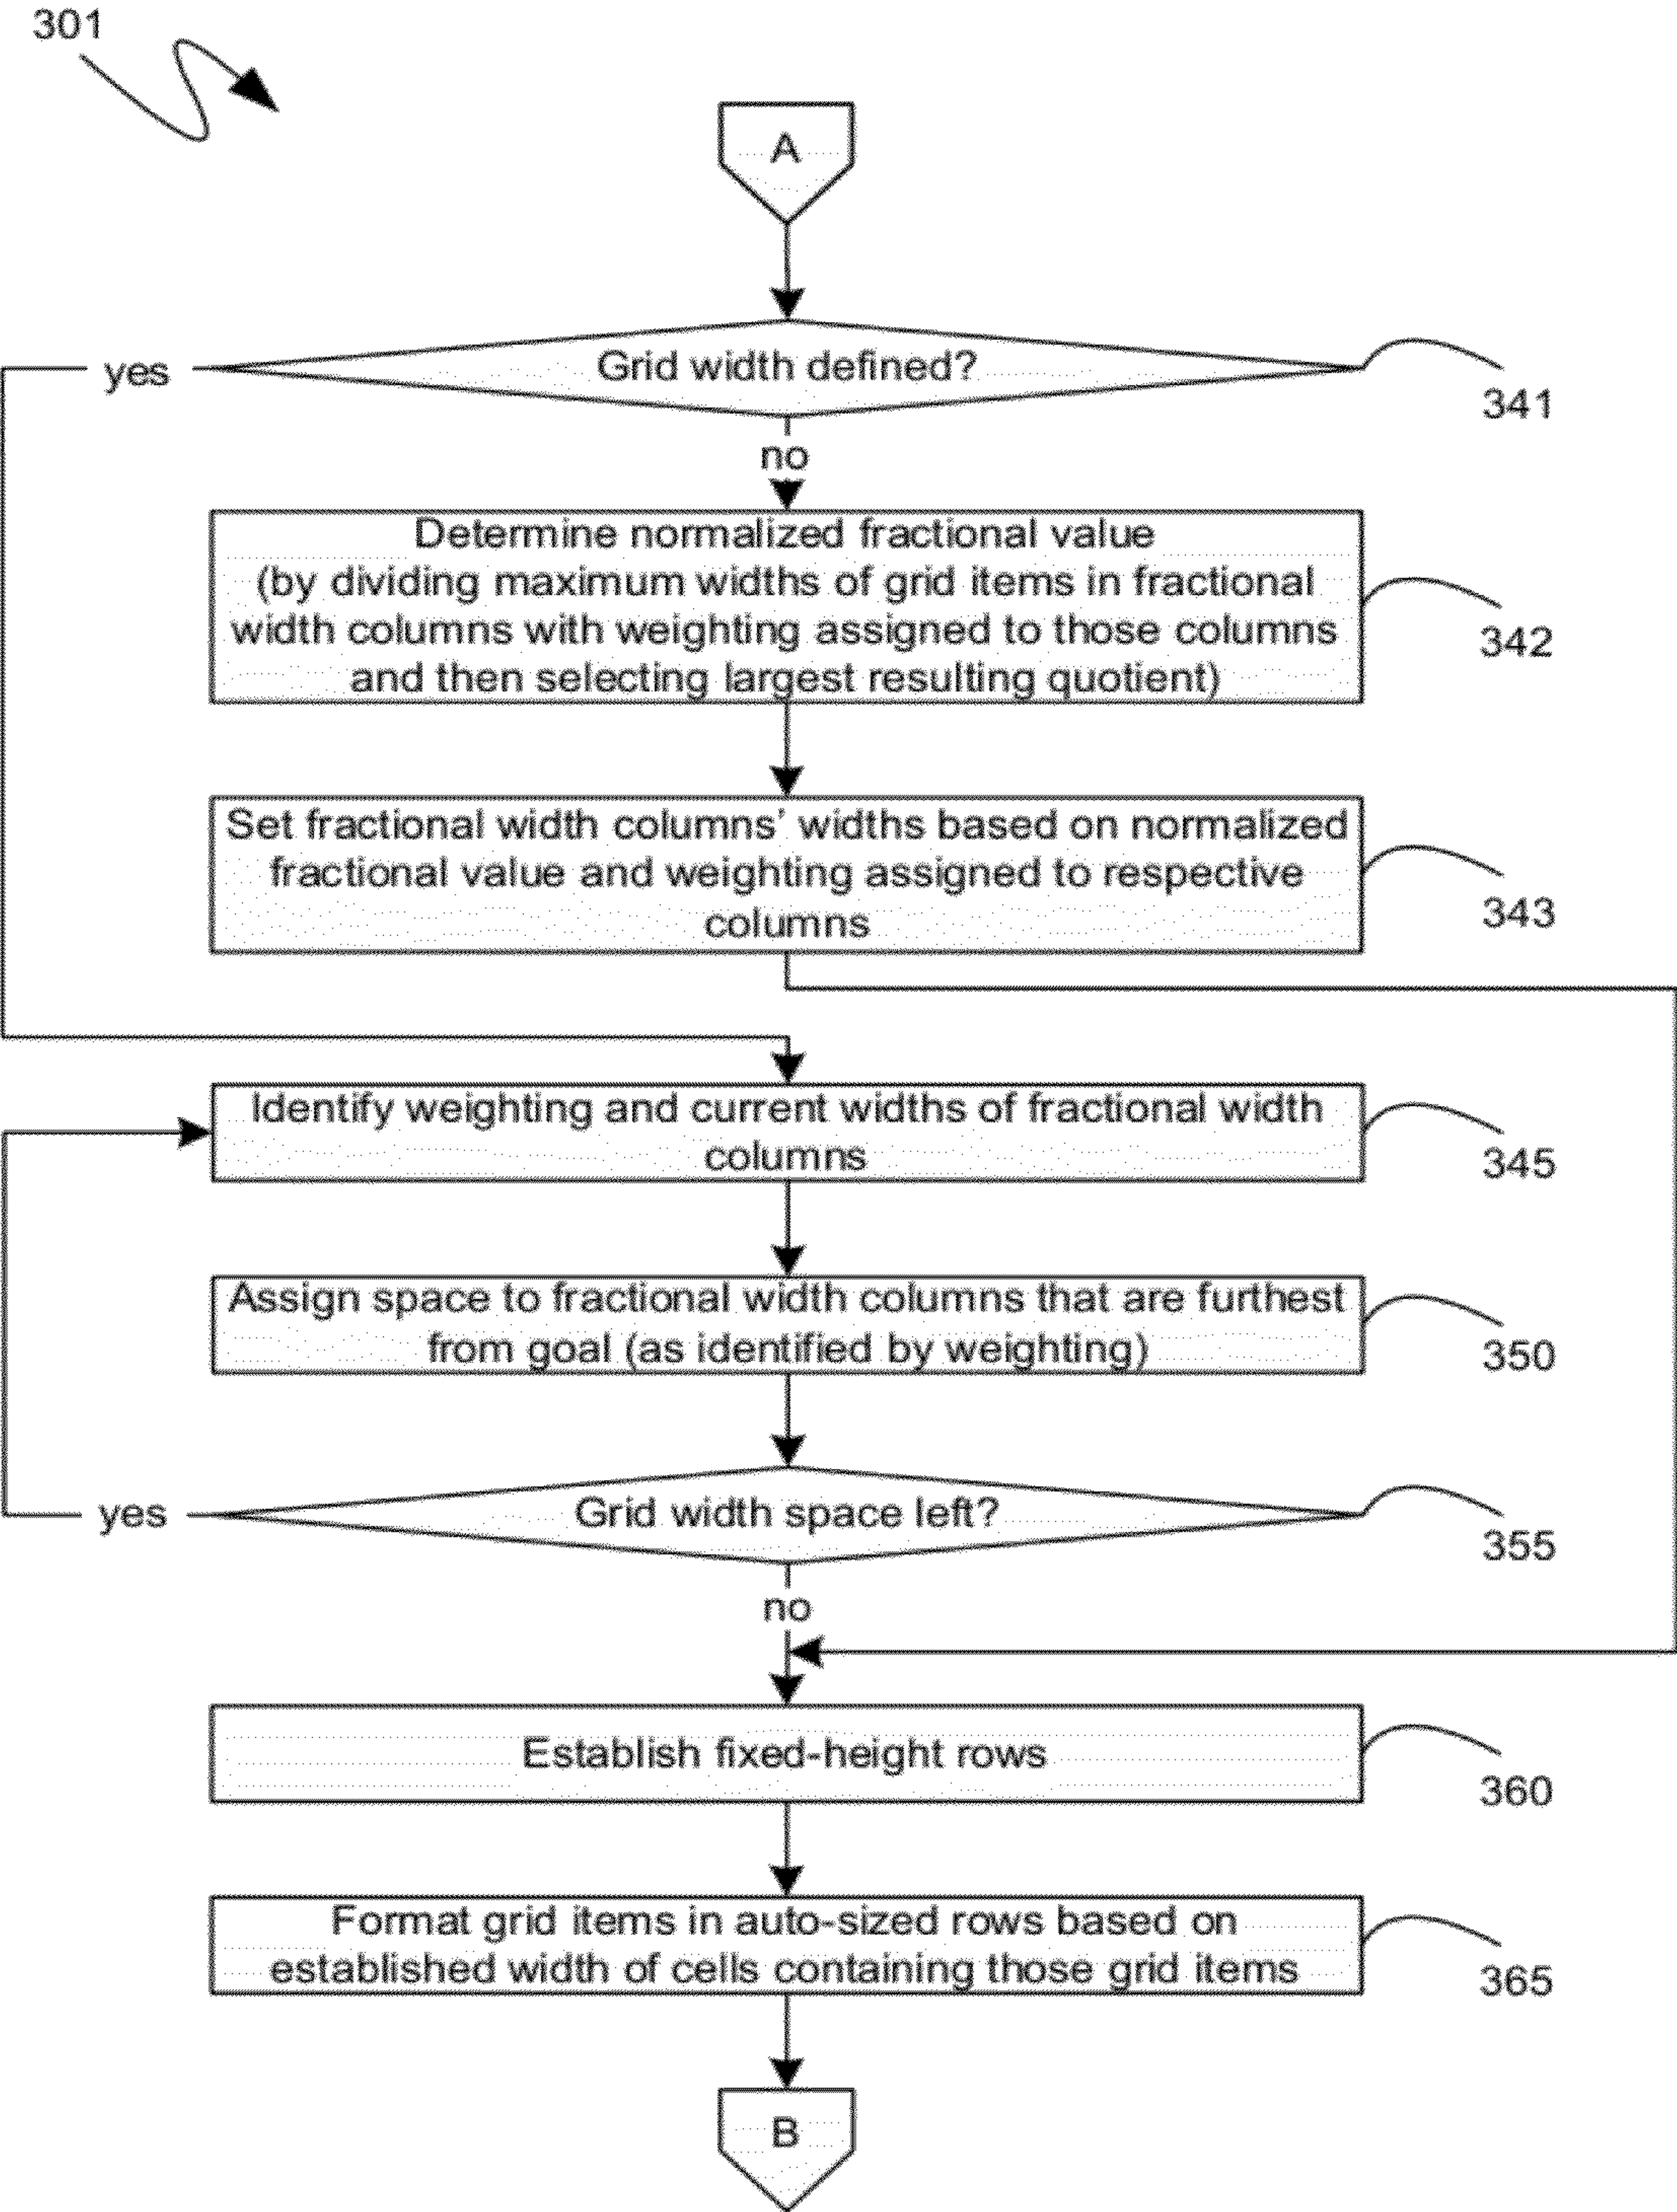 301
A
Grid width defined?
yes
341
no
Determine normalized fractional value
(by dividing maximum widths of grid items in fractional
width columns with weighting assigned to those columns
and then selecting largest resulting quotient)
342
Set fractional width columns' widths based on normalized
fractional value and weighting assigned to respective
columns
343
Identify weighting and current widths of fractional width
columns
345
Assign space to fractional width columns that are furthest
from goal (as identified by weighting)
350
Grid width space left?
yes
355
no
Establish fixed-height rows
360
Format grid items in auto-sized rows based on
established width of cells containing those grid items
365
B